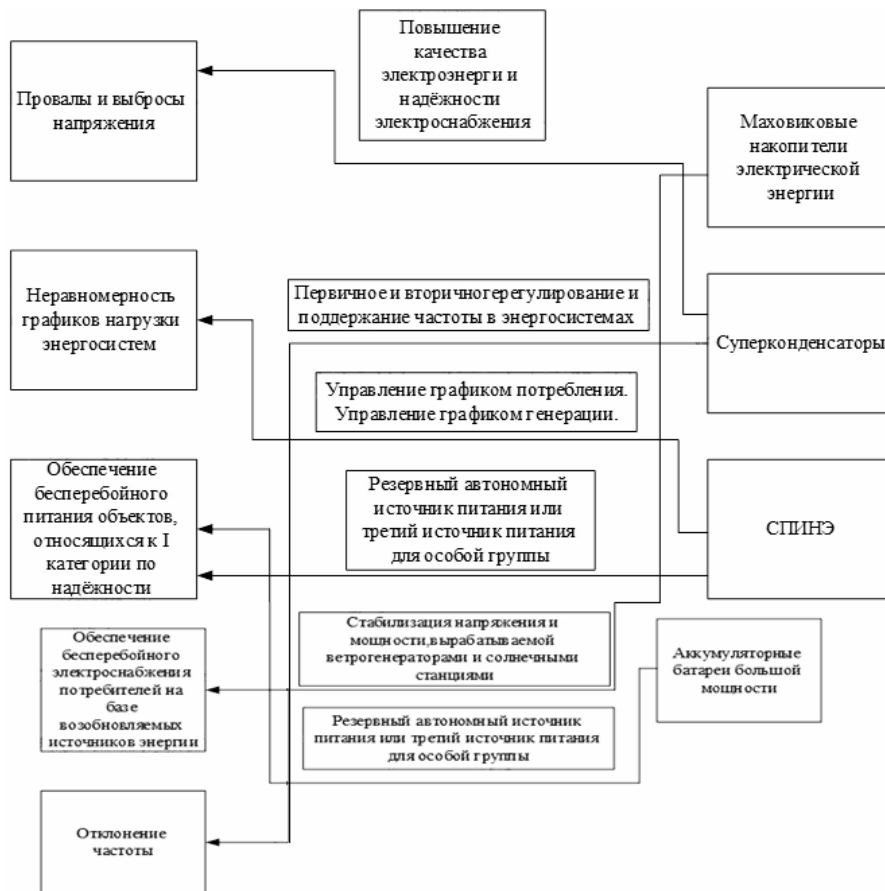 Повышение
качества
электроэнерги и
надёжности
электроснабжения
Провалы и выбросы
напряжения
Маховиковые
накопители
электрической
энергии
Неравномерность
графиков нагрузки
энергосистем
Первичное и вторичногерегулирование и
поддержание частоты в энергосистемах
Суперконденсаторы
Управление графиком потребления.
Управление графиком генерации.
Обеспечение
бесперебойного
питания объектов,
относящихся к I
категории по
надёжности
Резервный автономный
источник питания или
третий источник питания
для особой группы
СПИНЭ
Обеспечение
бесперебойного
электроснабжения
потребителей на
базе
возобновляемых
источников энергии
Стабилизация напряжения и
мощности,вырабатываемой
ветрогенераторами и солнечными
станциями
Аккумуляторные
батареи большой
мощности
Резервный автономный источник
питания или третий источник питания
для особой группы
Отклонение
частоты